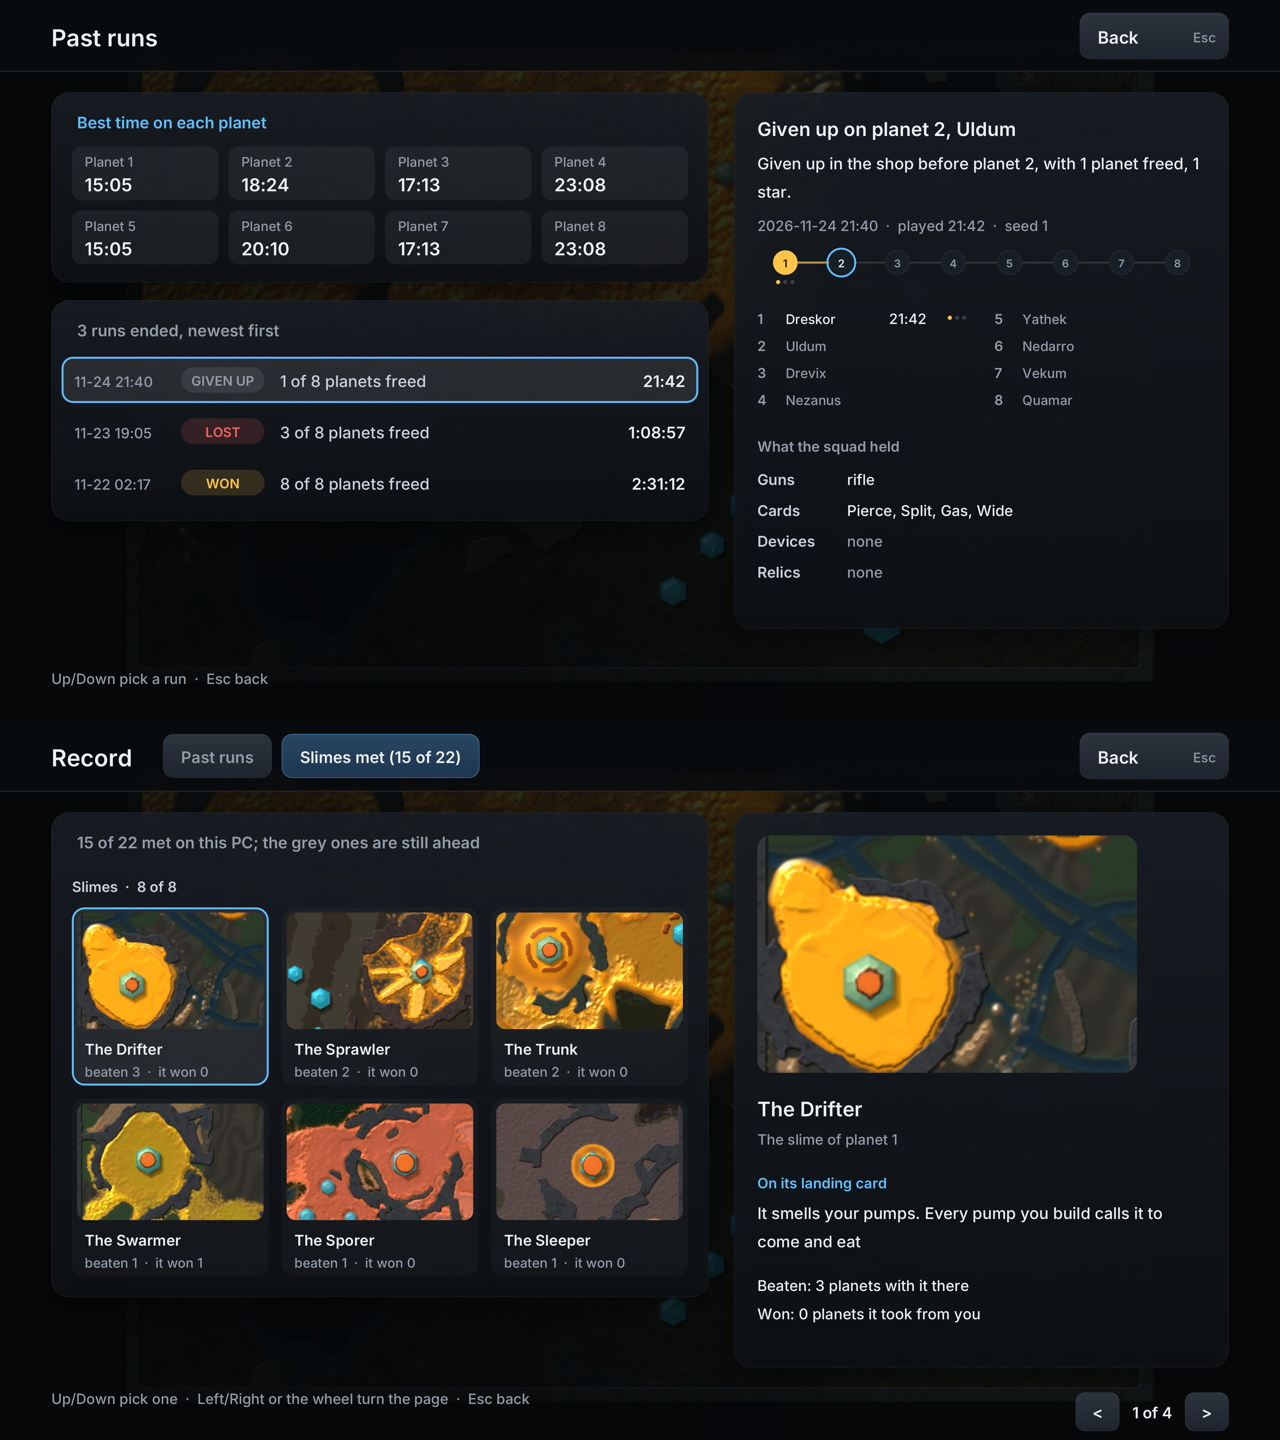 Past runs
Back Esc
Best time on each planet
Planet 1 Planet 2 Planet 3 Planet 4
15:05 18:24 17:13 23:08
Planet 5 Planet 6 Planet 7 Planet 8
15:05 20:10 17:13 23:08
3 runs ended, newest first
11-24 21:40 GIVEN UP 1 of 8 planets freed 21:42
11-23 19:05 LOST 3 of 8 planets freed 1:08:57
11-22 02:17 WON 8 of 8 planets freed 2:31:12
Given up on planet 2, Uldum
Given up in the shop before planet 2, with 1 planet freed, 1
star.
2026-11-24 21:40 · played 21:42 · seed 1
1 2 3 4 5 6 7 8
1 Dreskor 21:42 5 Yathek
2 Uldum 6 Nedarro
3 Drevix 7 Vekum
4 Nezanus 8 Quamar
What the squad held
Guns rifle
Cards Pierce, Split, Gas, Wide
Devices none
Relics none
Up/Down pick a run · Esc back
Record Past runs Slimes met (15 of 22)
Back Esc
15 of 22 met on this PC; the grey ones are still ahead
Slimes · 8 of 8
The Drifter The Sprawler The Trunk
beaten 3 · it won 0 beaten 2 · it won 0 beaten 2 · it won 0
The Swarmer The Sporer The Sleeper
beaten 1 · it won 1 beaten 1 · it won 0 beaten 1 · it won 0
The Drifter
The slime of planet 1
On its landing card
It smells your pumps. Every pump you build calls it to
come and eat
Beaten: 3 planets with it there
Won: 0 planets it took from you
Up/Down pick one · Left/Right or the wheel turn the page · Esc back
< 1 of 4 >